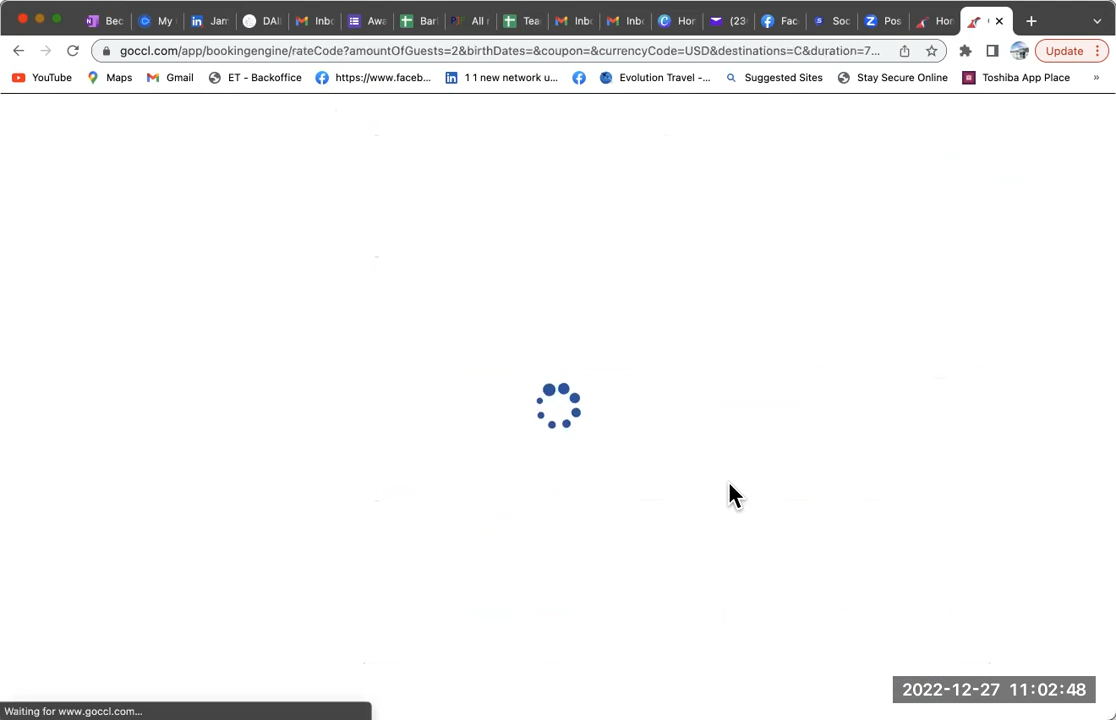 Bec
My
Jam
DAI
Inbo
Awa
Bar
All r
Tea
Inbo
Inbo
Hor
(23
Fac
Soc
Pos
Hor
goccl.com/app/bookingengine/rateCode?amountOfGuests=2&birthDates=&coupon=&currencyCode=USD&destinations=C&duration=7...
Update
YouTube
Maps
Gmail
ET - Backoffice
https://www.faceb...
1 1 new network u...
Evolution Travel -...
Suggested Sites
Stay Secure Online
Toshiba App Place
»
2022-12-27 11:02:48
Waiting for www.goccl.com...